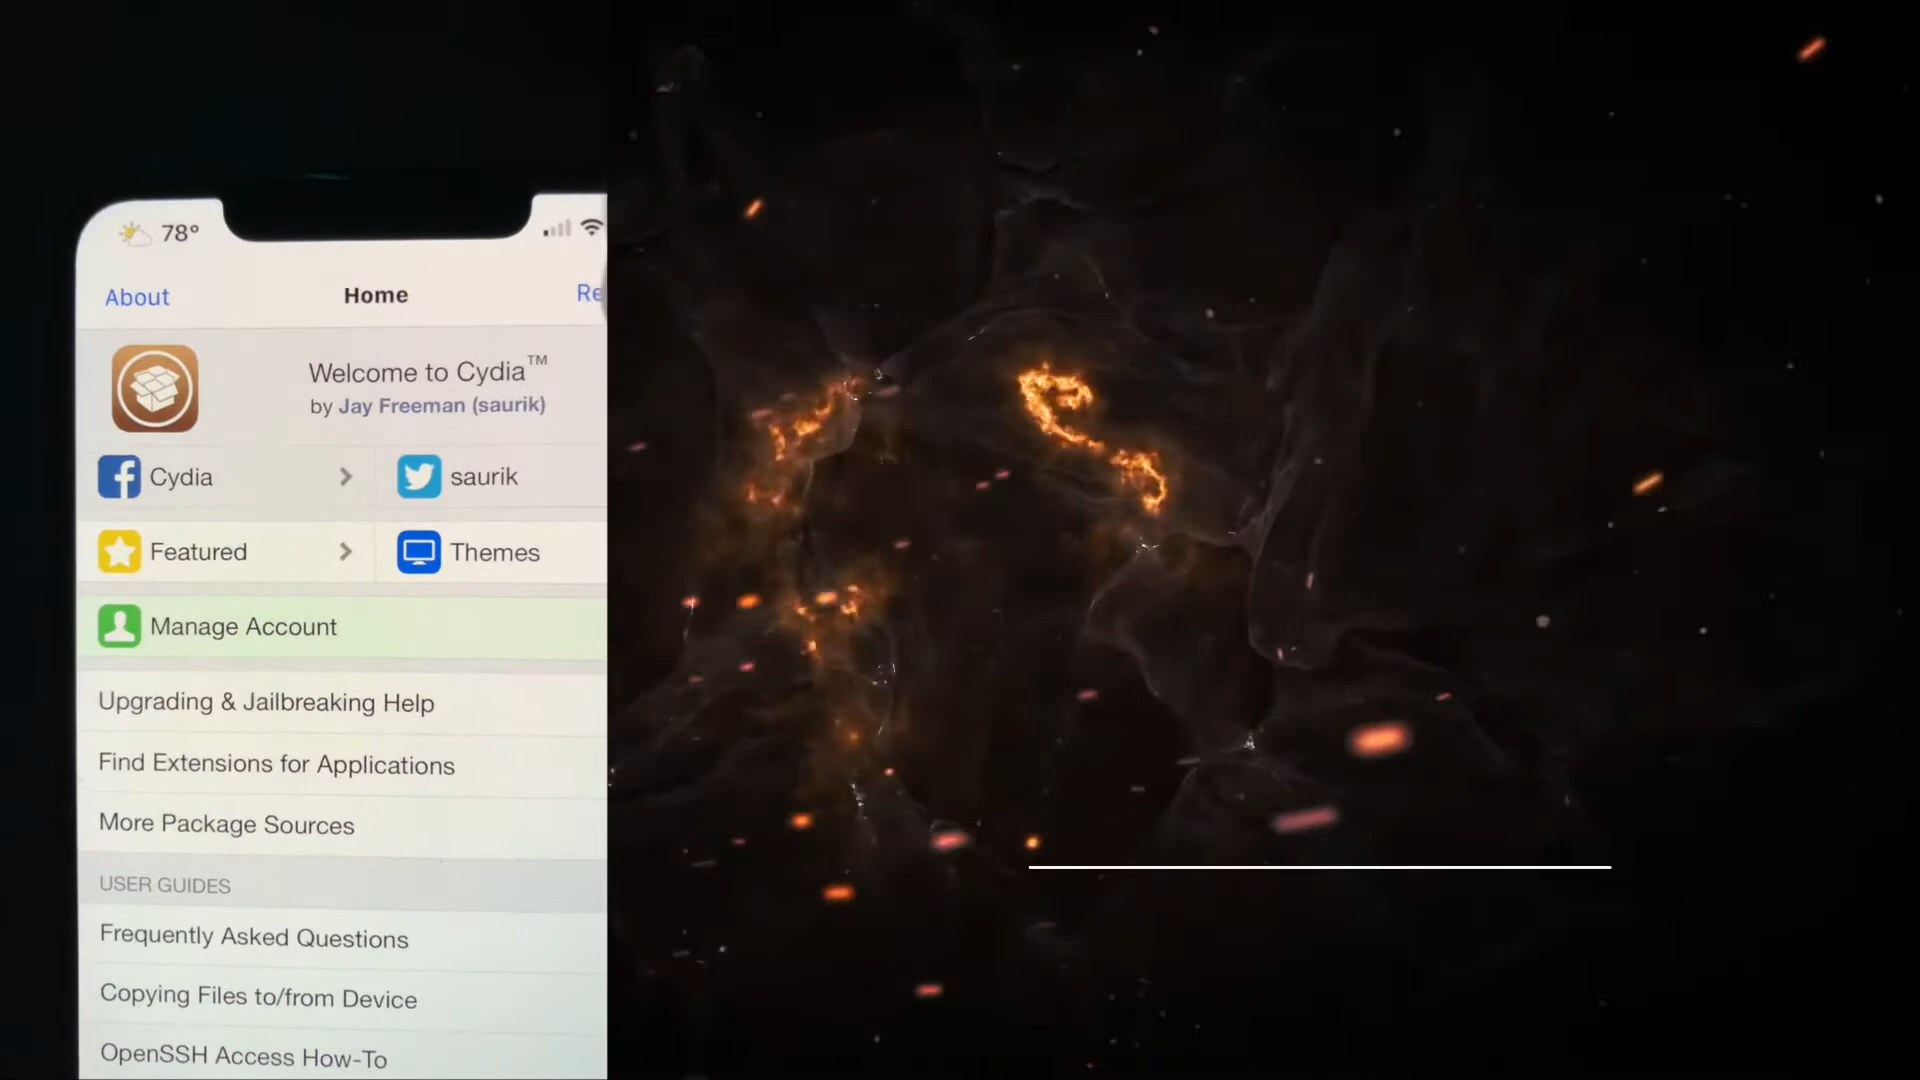 78°
About Home Re
Welcome to Cydia™
by Jay Freeman (saurik)
Cydia saurik
Featured Themes
Manage Account
Upgrading & Jailbreaking Help
Find Extensions for Applications
More Package Sources
USER GUIDES
Frequently Asked Questions
Copying Files to/from Device
OpenSSH Access How-To